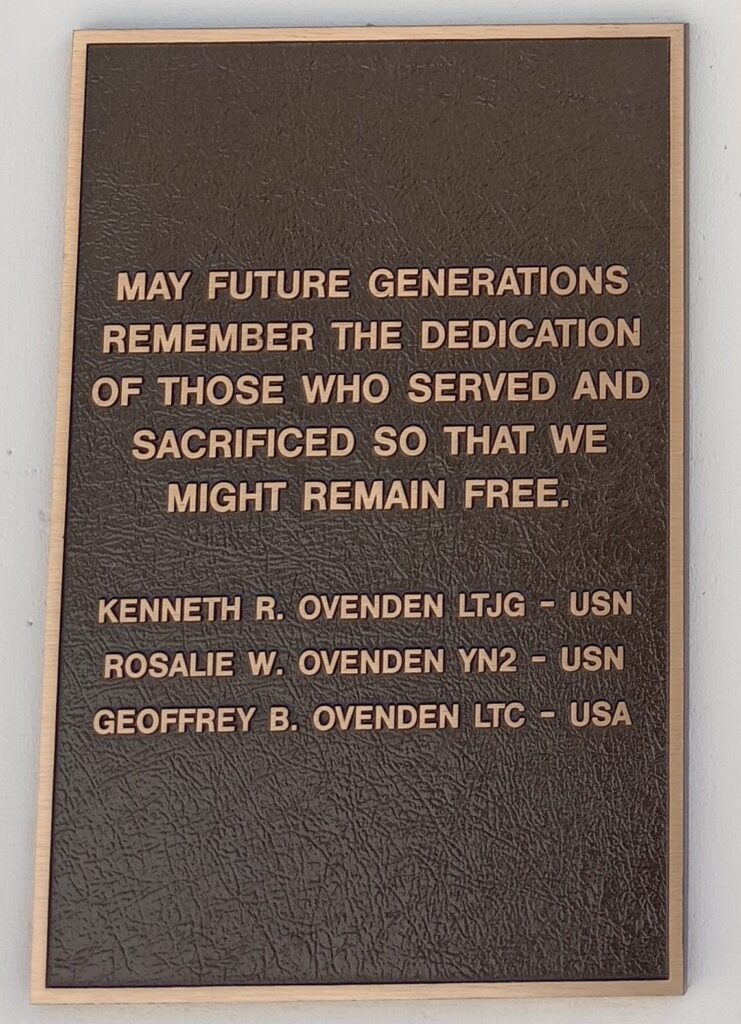 MAY FUTURE GENERATIONS
REMEMBER THE DEDICATION
OF THOSE WHO SERVED AND
SACRIFICED SO THAT WE
MIGHT REMAIN FREE.
KENNETH R. OVENDEN LTJG - USN
ROSALIE W. OVENDEN YN2 - USN
GEOFFREY B. OVENDEN LTC - USA